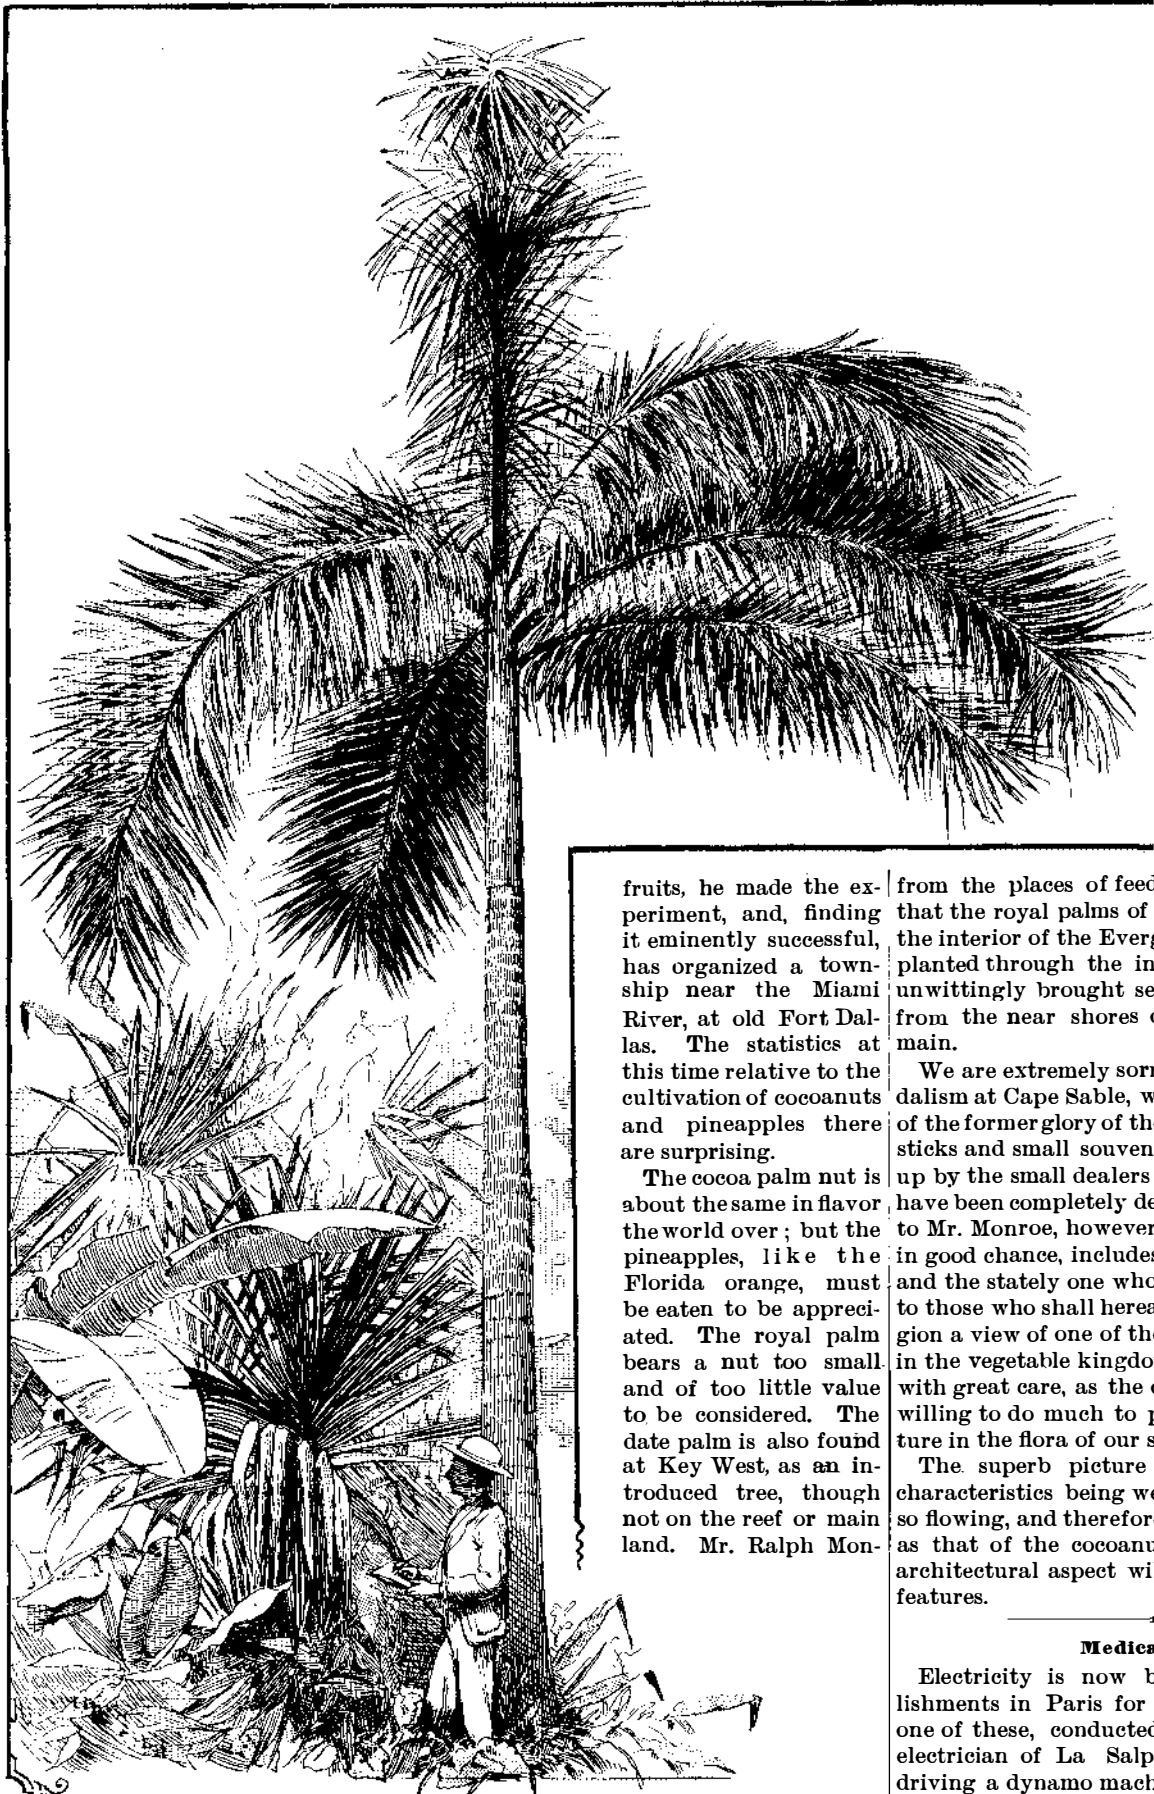 fruits, he made the ex-
periment, and, finding
it eminently successful,
has organized a town-
ship near the Miami
River, at old Fort Dal-
las. The statistics at
this time relative to the
cultivation of cocoanuts
and pineapples there
are surprising.
The cocoa palm nut is
about the same in flavor
the world over; but the
pineapples, like the
Florida orange, must
be eaten to be appreci-
ated. The royal palm
bears a nut too small
and of too little value
to be considered. The
date palm is also found
at Key West, as an in-
troduced tree, though
not on the reef or main
land. Mr. Ralph Mon-
from the places of feed
that the royal palms of
the interior of the Everg
planted through the in
unwittingly brought se
from the near shores
main.
We are extremely sorr
dalism at Cape Sable, w
of the former glory of the
sticks and small souven
up by the small dealers
have been completely de
to Mr. Monroe, however
in good chance, includes
and the stately one who
to those who shall herea
gion a view of one of the
in the vegetable kingdo
with great care, as the
willing to do much to p
ture in the flora of our s
The superb picture
characteristics being we
so flowing, and therefor
as that of the cocoanu
architectural aspect wi
features.
Medica
Electricity is now b
lishments in Paris for
one of these, conducted
electrician of La Salp
driving a dynamo mach